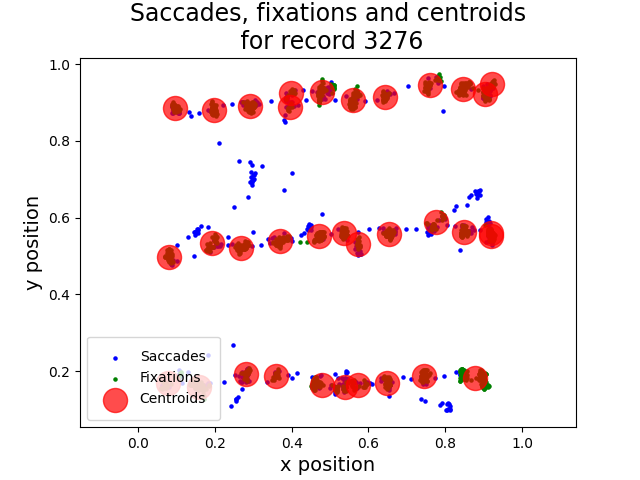 Saccades, fixations and centroids
for record 3276
1.0
0.8
0.6
0.4
0.2
y position
Saccades
Fixations
Centroids
0.0 0.2 0.4 0.6 0.8 1.0
x position